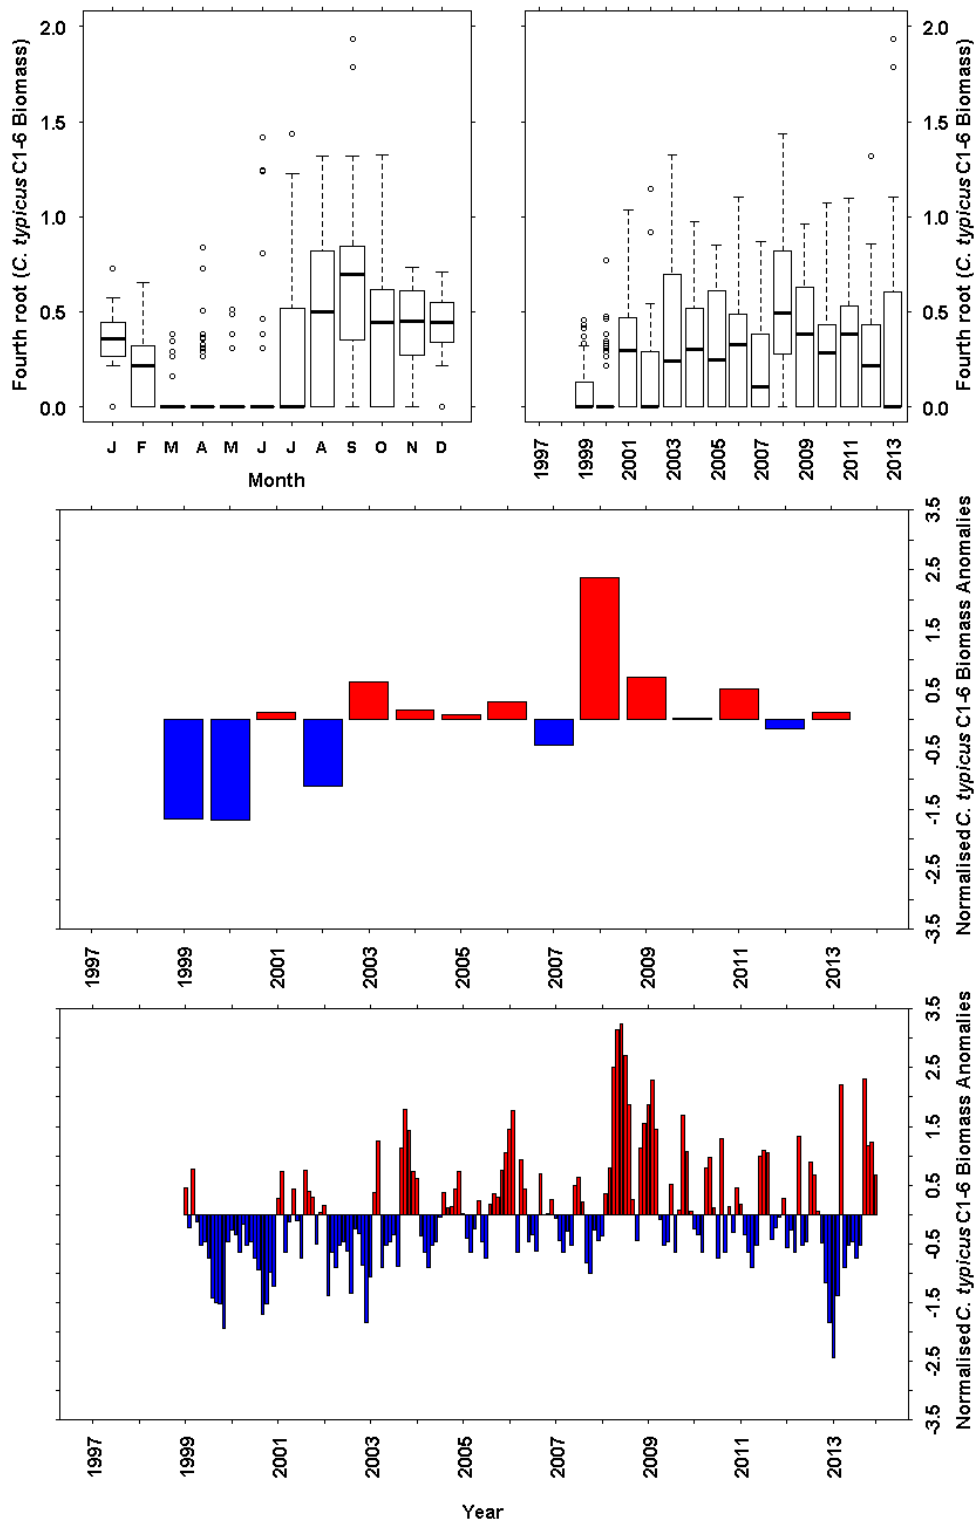 Fourth root (C. typicus C1-6 Biomass)
2.0
1.5
1.0
0.5
0.0
J F M A M J J A S O N D
Month
2.0
1.5
1.0
0.5
0.0
Fourth root (C. typicus C1-6 Biomass)
1997 1999 2001 2003 2005 2007 2009 2011 2013
3.5
2.5
1.5
0.5
-0.5
-1.5
-2.5
-3.5
Normalised C. typicus C1-6 Biomass Anomalies
1997 1999 2001 2003 2005 2007 2009 2011 2013
3.5
2.5
1.5
0.5
-0.5
-1.5
-2.5
-3.5
Normalised C. typicus C1-6 Biomass Anomalies
1997 1999 2001 2003 2005 2007 2009 2011 2013
Year